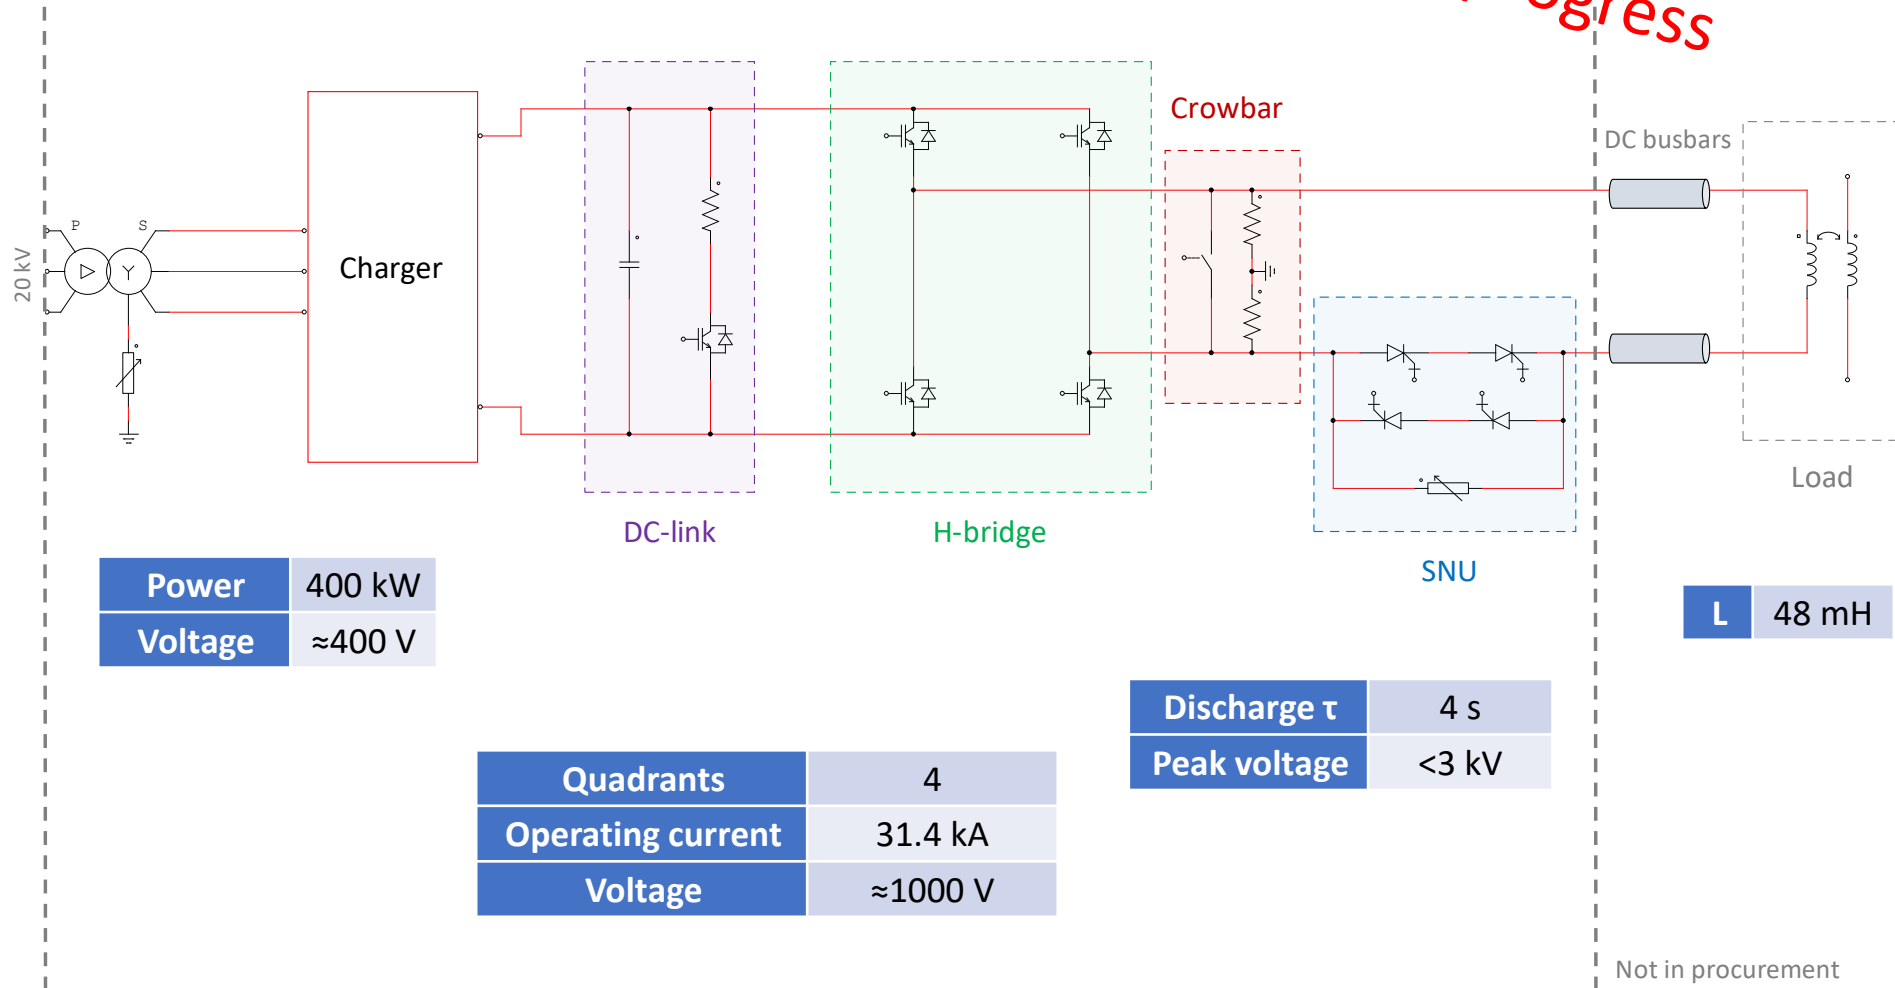 ogress
Crowbar
DC busbars
P
S
20 kV
Charger
Load
DC-link
H-bridge
SNU
Power 400 kW
Voltage ≈400 V
L 48 mH
Discharge τ 4 s
Peak voltage <3 kV
Quadrants 4
Operating current 31.4 kA
Voltage ≈1000 V
Not in procurement